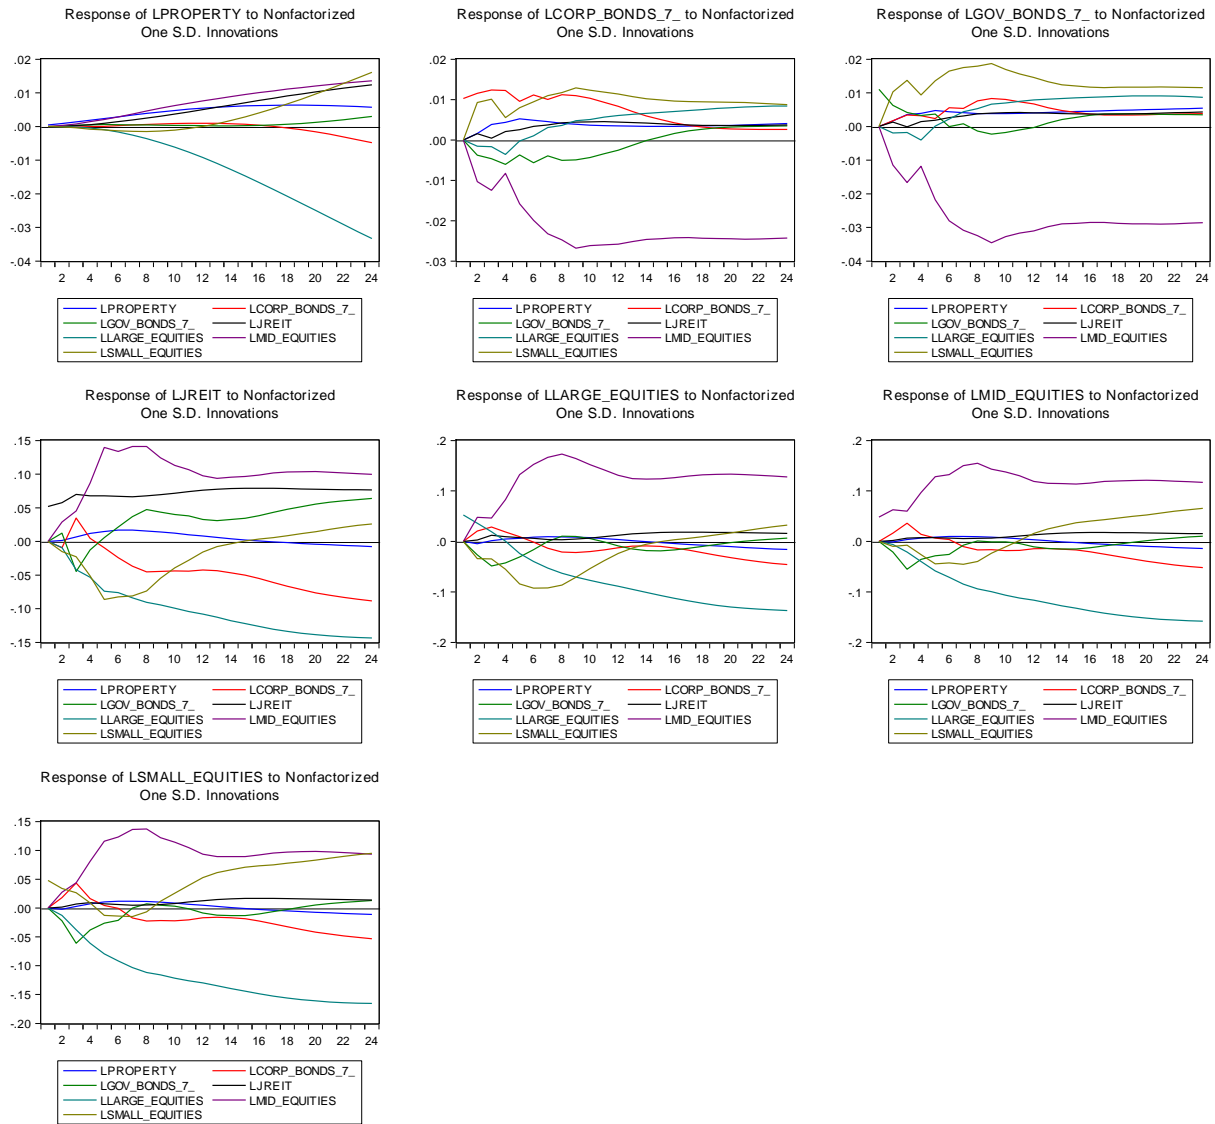 Response of LPROPERTY to Nonfactorized
One S.D. Innovations
.02
.01
.00
-.01
-.02
-.03
-.04
2 4 6 8 10 12 14 16 18 20 22 24
LPROPERTY LCORP_BONDS_7_
LGOV_BONDS_7_ LJREIT
LLARGE_EQUITIES LMID_EQUITIES
LSMALL_EQUITIES
Response of LCORP_BONDS_7_ to Nonfactorized
One S.D. Innovations
.02
.01
.00
-.01
-.02
-.03
2 4 6 8 10 12 14 16 18 20 22 24
LPROPERTY LCORP_BONDS_7_
LGOV_BONDS_7_ LJREIT
LLARGE_EQUITIES LMID_EQUITIES
LSMALL_EQUITIES
Response of LGOV_BONDS_7_ to Nonfactorized
One S.D. Innovations
.02
.01
.00
-.01
-.02
-.03
-.04
2 4 6 8 10 12 14 16 18 20 22 24
LPROPERTY LCORP_BONDS_7_
LGOV_BONDS_7_ LJREIT
LLARGE_EQUITIES LMID_EQUITIES
LSMALL_EQUITIES
Response of LJREIT to Nonfactorized
One S.D. Innovations
.15
.10
.05
.00
-.05
-.10
-.15
2 4 6 8 10 12 14 16 18 20 22 24
LPROPERTY LCORP_BONDS_7_
LGOV_BONDS_7_ LJREIT
LLARGE_EQUITIES LMID_EQUITIES
LSMALL_EQUITIES
Response of LLARGE_EQUITIES to Nonfactorized
One S.D. Innovations
.2
.1
.0
-.1
-.2
2 4 6 8 10 12 14 16 18 20 22 24
LPROPERTY LCORP_BONDS_7_
LGOV_BONDS_7_ LJREIT
LLARGE_EQUITIES LMID_EQUITIES
LSMALL_EQUITIES
Response of LMID_EQUITIES to Nonfactorized
One S.D. Innovations
.2
.1
.0
-.1
-.2
2 4 6 8 10 12 14 16 18 20 22 24
LPROPERTY LCORP_BONDS_7_
LGOV_BONDS_7_ LJREIT
LLARGE_EQUITIES LMID_EQUITIES
LSMALL_EQUITIES
Response of LSMALL_EQUITIES to Nonfactorized
One S.D. Innovations
.15
.10
.05
.00
-.05
-.10
-.15
-.20
2 4 6 8 10 12 14 16 18 20 22 24
LPROPERTY LCORP_BONDS_7_
LGOV_BONDS_7_ LJREIT
LLARGE_EQUITIES LMID_EQUITIES
LSMALL_EQUITIES